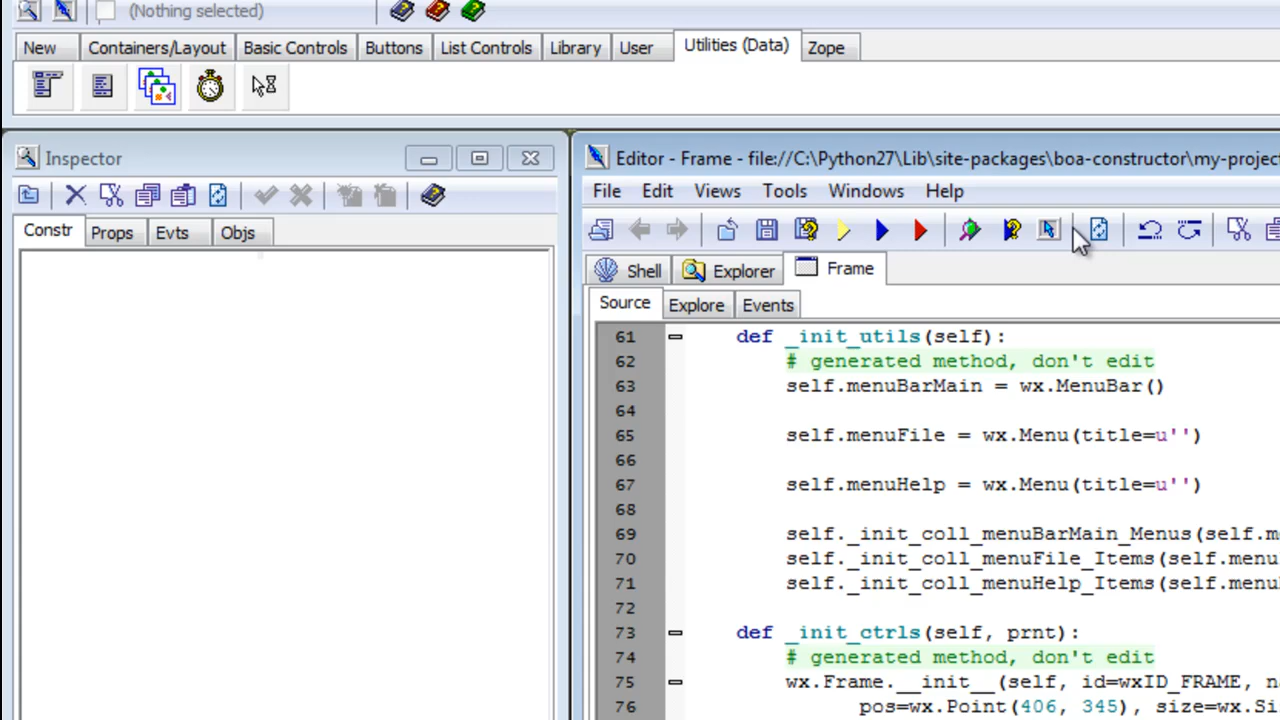 (Nothing selected)
New Containers/Layout Basic Controls Buttons List Controls Library User Utilities (Data) Zope
Inspector
Constr Props Evts Objs
Editor - Frame - file://C:\Python27\Lib\site-packages\boa-constructor\my-project
File Edit Views Tools Windows Help
Shell Explorer Frame
Source Explore Events
61 def _init_utils(self):
62 # generated method, don't edit
63 self.menuBarMain = wx.MenuBar()
64
65 self.menuFile = wx.Menu(title=u'')
66
67 self.menuHelp = wx.Menu(title=u'')
68
69 self._init_coll_menuBarMain_Menus(self.me
70 self._init_coll_menuFile_Items(self.menu
71 self._init_coll_menuHelp_Items(self.menu
72
73 def _init_ctrls(self, prnt):
74 # generated method, don't edit
75 wx.Frame.__init__(self, id=wxID_FRAME, na
76 pos=wx.Point(406, 345), size=wx.Si